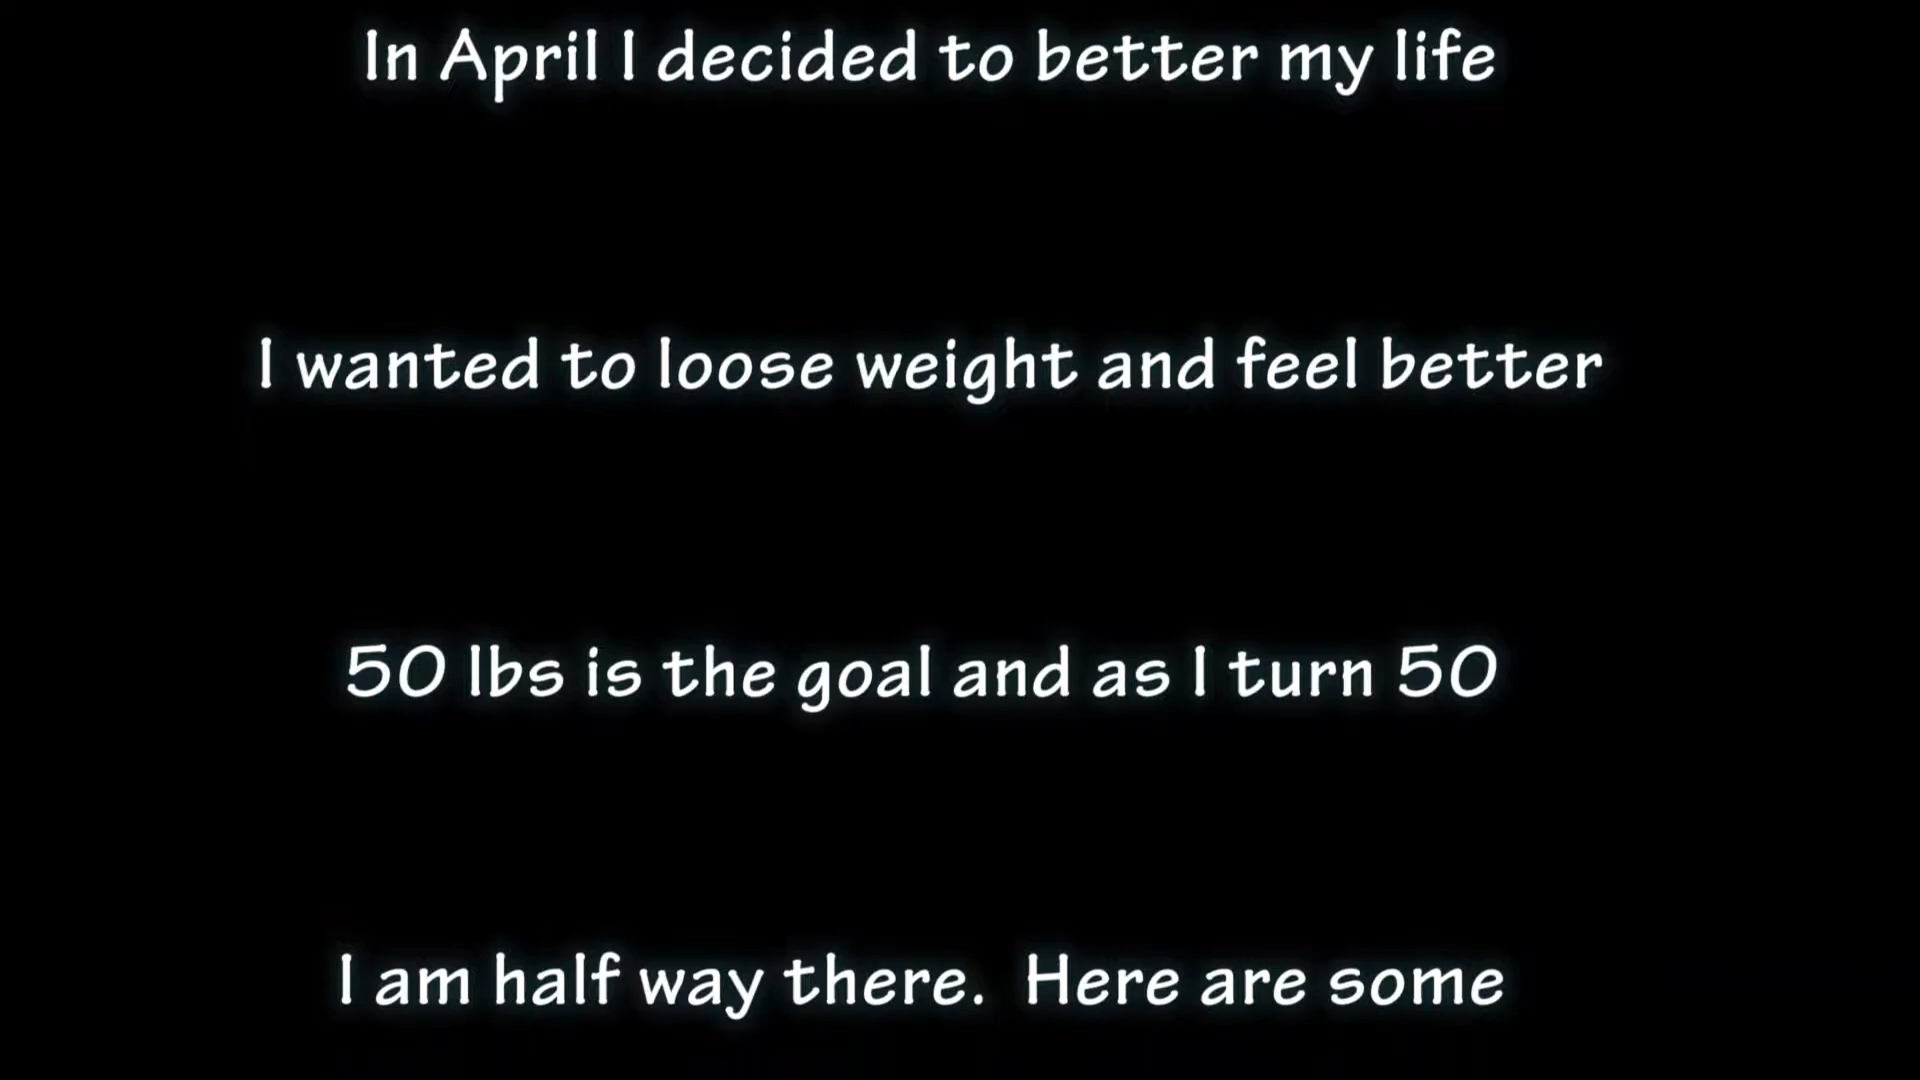 In April I decided to better my life
I wanted to loose weight and feel better
50 lbs is the goal and as I turn 50
I am half way there.  Here are some